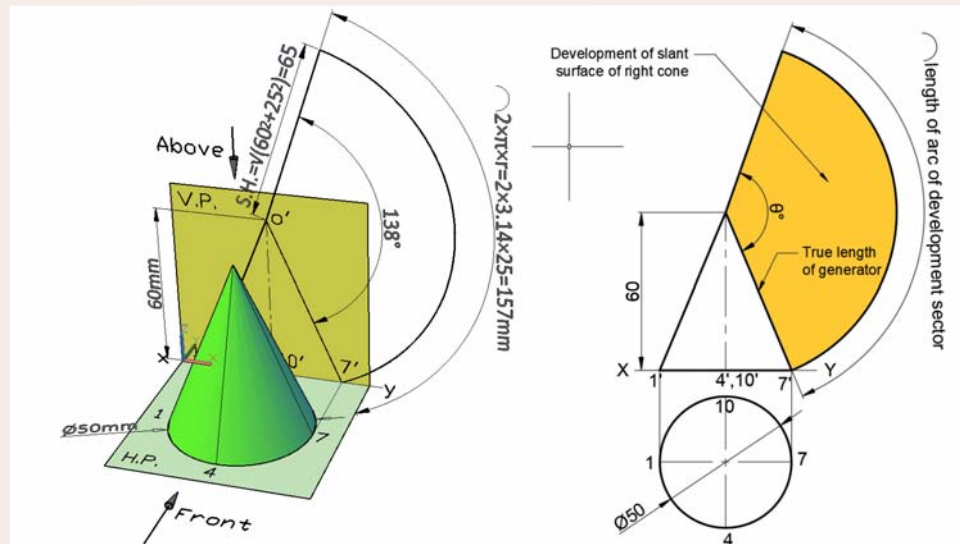 S.H.=√(60²+25²)=65
Above
V.P.
O'
138°
⌒2×π×r=2×3.14×25=157mm
60mm
X
0'
7'
Y
1
Ø50mm
7
H.P.
4
Front
Development of slant
surface of right cone
⌒length of arc of development sector
θ°
True length
of generator
60
X
Y
1'
4',10'
7'
10
1
7
Ø50
4